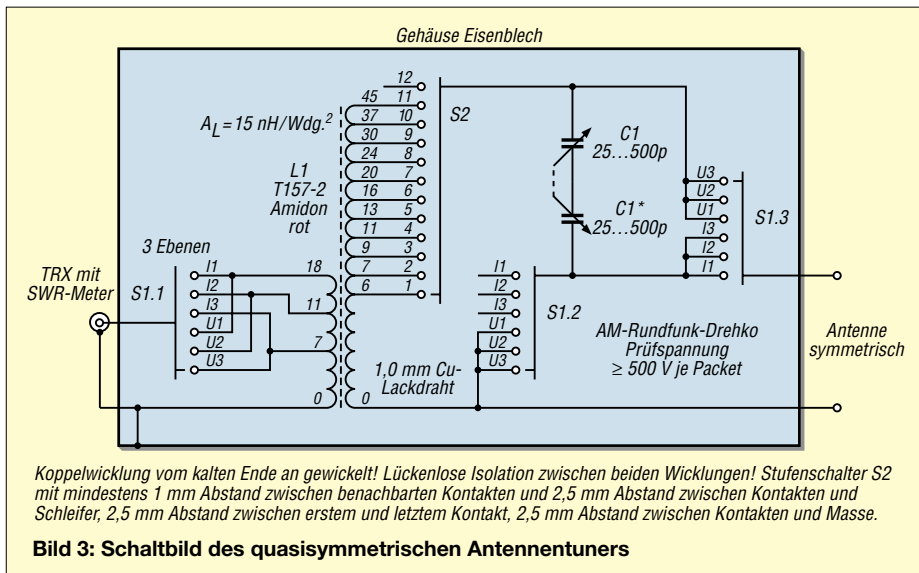 Gehäuse Eisenblech
12
45 11
37 10
30 9
24 8
20 7
16 6
13 5
11 4
9 3
7 2
6 1
0
S2
AL = 15 nH/Wdg.²
L1
T157-2
Amidon
rot
C1
25...500p
C1*
25...500p
U3
U2
U1
I3
I2
I1
S1.3
3 Ebenen
TRX mit
SWR-Meter
S1.1
I1
I2
I3
U1
U2
U3
18
11
7
0
1,0 mm Cu-
Lackdraht
I1
I2
I3
U1
U2
U3
S1.2
AM-Rundfunk-Drehko
Prüfspannung
≥ 500 V je Packet
Antenne
symmetrisch
Koppelwicklung vom kalten Ende an gewickelt! Lückenlose Isolation zwischen beiden Wicklungen! Stufenschalter S2
mit mindestens 1 mm Abstand zwischen benachbarten Kontakten und 2,5 mm Abstand zwischen Kontakten und
Schleifer, 2,5 mm Abstand zwischen erstem und letztem Kontakt, 2,5 mm Abstand zwischen Kontakten und Masse.
Bild 3: Schaltbild des quasisymmetrischen Antennentuners